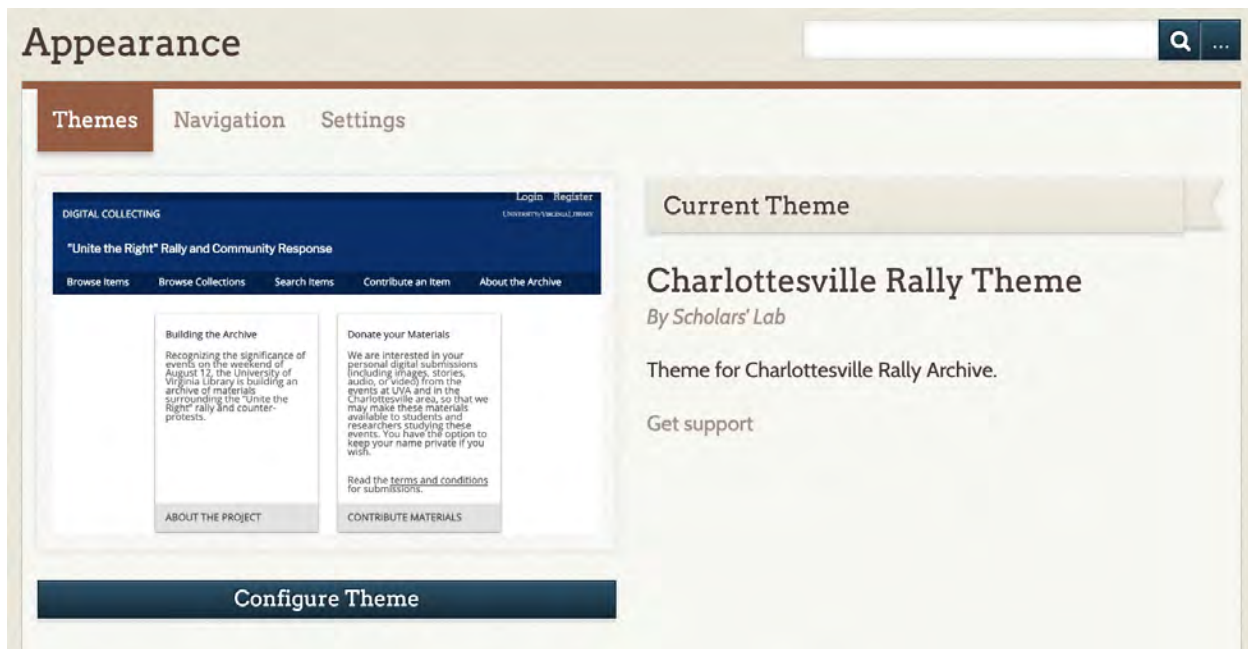 Appearance
...
Themes Navigation Settings
Login Register
DIGITAL COLLECTING
UNIVERSITY of VIRGINIA LIBRARY
"Unite the Right" Rally and Community Response
Browse Items Browse Collections Search Items Contribute an Item About the Archive
Building the Archive
Recognizing the significance of
events on the weekend of
August 12, the University of
Virginia Library is building an
archive of materials
surrounding the "Unite the
Right" rally and counter-
protests.
ABOUT THE PROJECT
Donate your Materials
We are interested in your
personal digital submissions
(including images, stories,
audio, or video) from the
events at UVA and in the
Charlottesville area, so that we
may make these materials
available to students and
researchers studying these
events. You have the option to
keep your name private if you
wish.
Read the terms and conditions
for submissions.
CONTRIBUTE MATERIALS
Configure Theme
Current Theme
Charlottesville Rally Theme
By Scholars' Lab
Theme for Charlottesville Rally Archive.
Get support